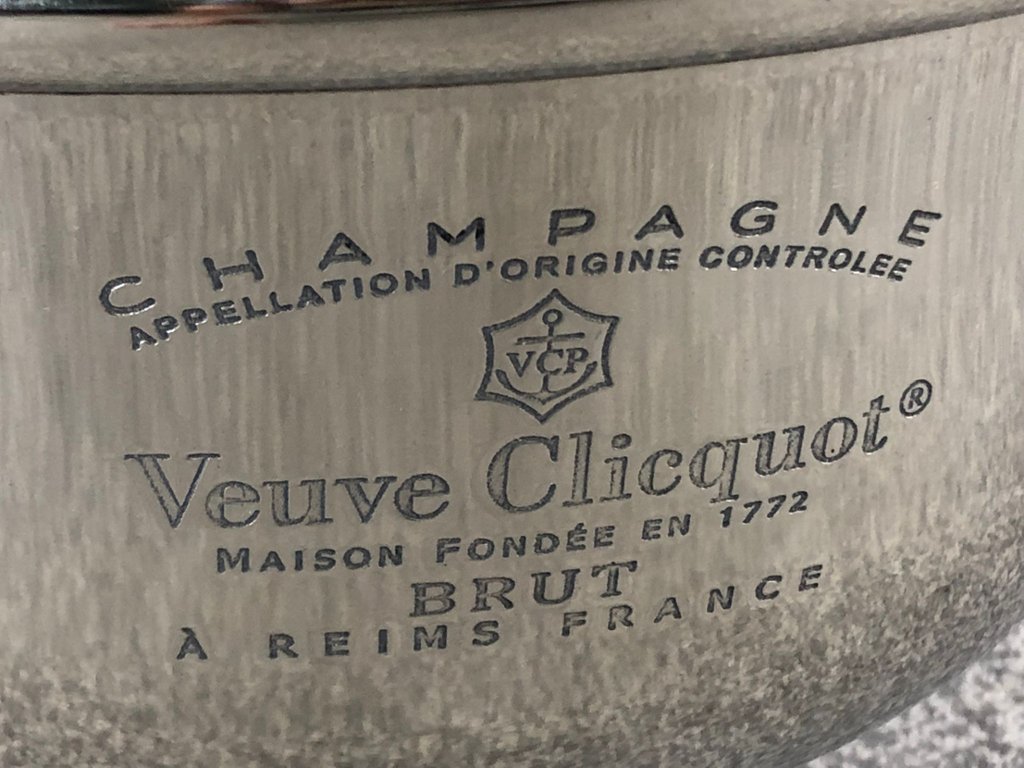 CHAMPAGNE
APPELLATION D'ORIGINE CONTROLEE
VCP
Veuve Clicquot®
MAISON FONDÉE EN 1772
BRUT
À REIMS FRANCE